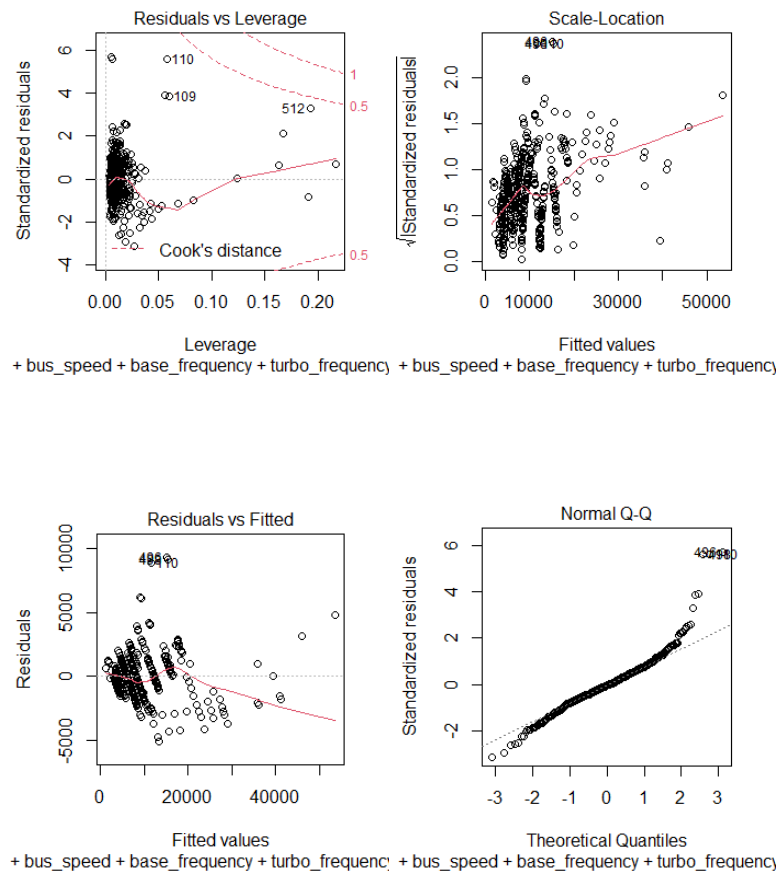 Residuals vs Leverage
Standardized residuals
6
4
2
0
-2
-4
110
109
512
1
0.5
0.5
Cook's distance
0.00
0.05
0.10
0.15
0.20
Leverage
+ bus_speed + base_frequency + turbo_frequency
Scale-Location
√|Standardized residuals|
2.0
1.5
1.0
0.5
0.0
0
10000
30000
50000
Fitted values
+ bus_speed + base_frequency + turbo_frequency
Residuals vs Fitted
Residuals
10000
5000
0
-5000
110
0
20000
40000
Fitted values
+ bus_speed + base_frequency + turbo_frequency
Normal Q-Q
Standardized residuals
6
4
2
0
-2
-3
-2
-1
0
1
2
3
Theoretical Quantiles
+ bus_speed + base_frequency + turbo_frequency